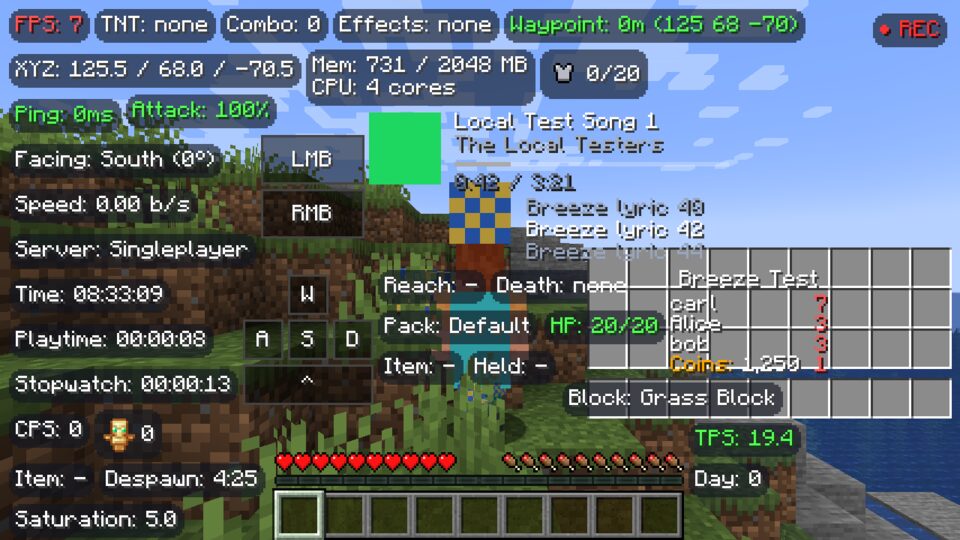 FPS: 7 TNT: none Combo: 0 Effects: none Waypoint: 0m (125 68 -70) REC
XYZ: 125.5 / 68.0 / -70.5 Mem: 731 / 2048 MB
CPU: 4 cores
0/20
Ping: 0ms Attack: 100%
Local Test Song 1
The Local Testers
0:42 / 3:21
Facing: South (0°) LMB
Speed: 0.00 b/s RMB
Breeze lyric 40
Breeze lyric 42
Breeze lyric 44
Server: Singleplayer
Reach: - Death: none
Breeze Test
Time: 08:33:09 W
carl 7
Alice 3
bob 3
Coins: 1,250 1
Pack: Default HP: 20/20
Playtime: 00:00:08 A S D
Item: - Held: -
Stopwatch: 00:00:13 ^
Block: Grass Block
CPS: 0 0
TPS: 19.4
Item: - Despawn: 4:25
Day: 0
Saturation: 5.0